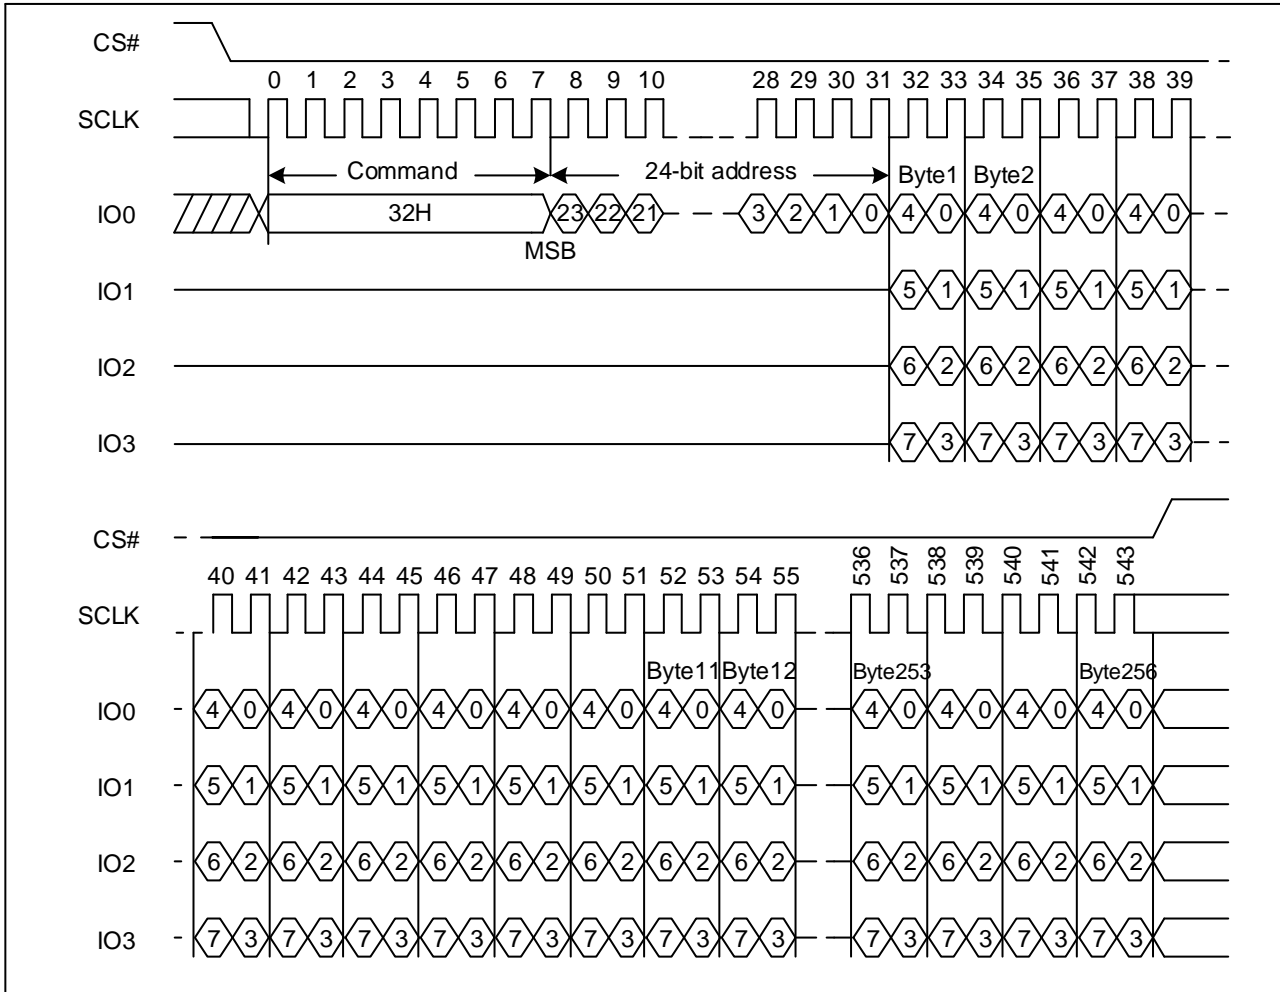 CS#
0 1 2 3 4 5 6 7 8 9 10 28 29 30 31 32 33 34 35 36 37 38 39
SCLK
Command 24-bit address Byte1 Byte2
IO0 32H 23 22 21 3 2 1 0 4 0 4 0 4 0 4 0
MSB
IO1 5 1 5 1 5 1 5 1
IO2 6 2 6 2 6 2 6 2
IO3 7 3 7 3 7 3 7 3
CS#
40 41 42 43 44 45 46 47 48 49 50 51 52 53 54 55 536 537 538 539 540 541 542 543
SCLK
Byte11 Byte12 Byte253 Byte256
IO0 4 0 4 0 4 0 4 0 4 0 4 0 4 0 4 0 4 0 4 0 4 0 4 0
IO1 5 1 5 1 5 1 5 1 5 1 5 1 5 1 5 1 5 1 5 1 5 1 5 1
IO2 6 2 6 2 6 2 6 2 6 2 6 2 6 2 6 2 6 2 6 2 6 2 6 2
IO3 7 3 7 3 7 3 7 3 7 3 7 3 7 3 7 3 7 3 7 3 7 3 7 3